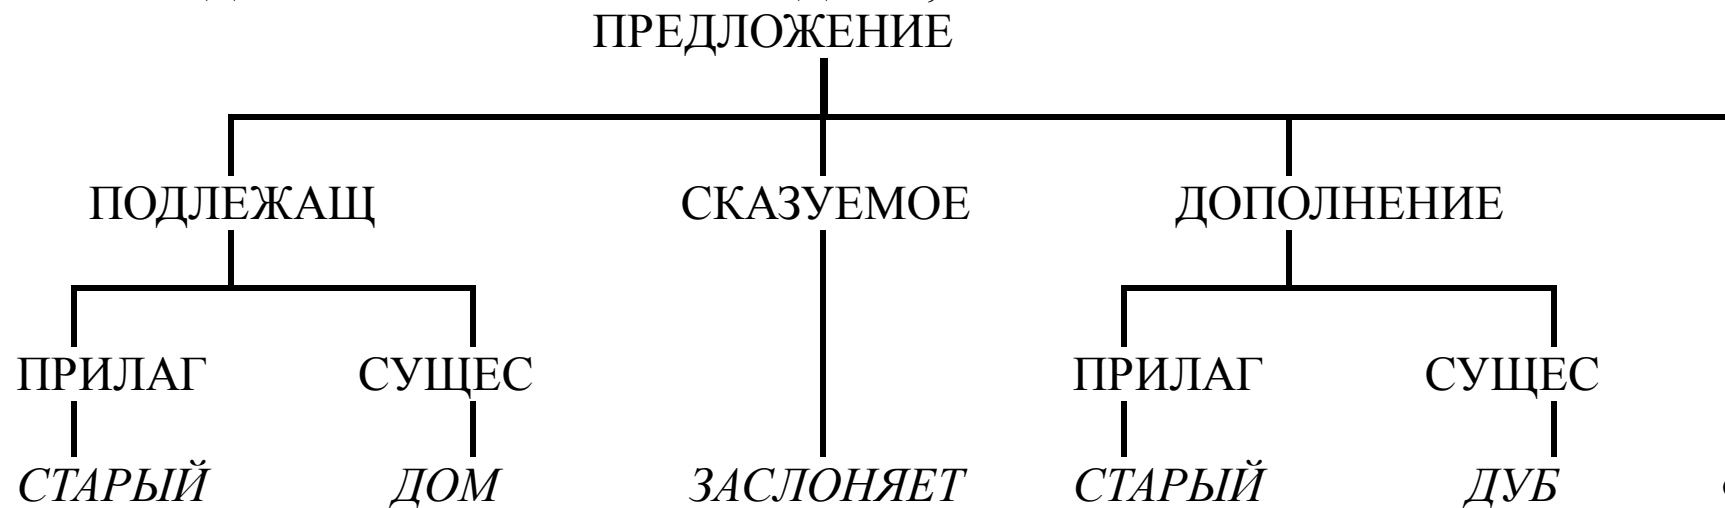 ПРЕДЛОЖЕНИЕ
ПОДЛЕЖАЩ СКАЗУЕМОЕ ДОПОЛНЕНИЕ
ПРИЛАГ СУЩЕС ПРИЛАГ СУЩЕС
СТАРЫЙ ДОМ ЗАСЛОНЯЕТ СТАРЫЙ ДУБ